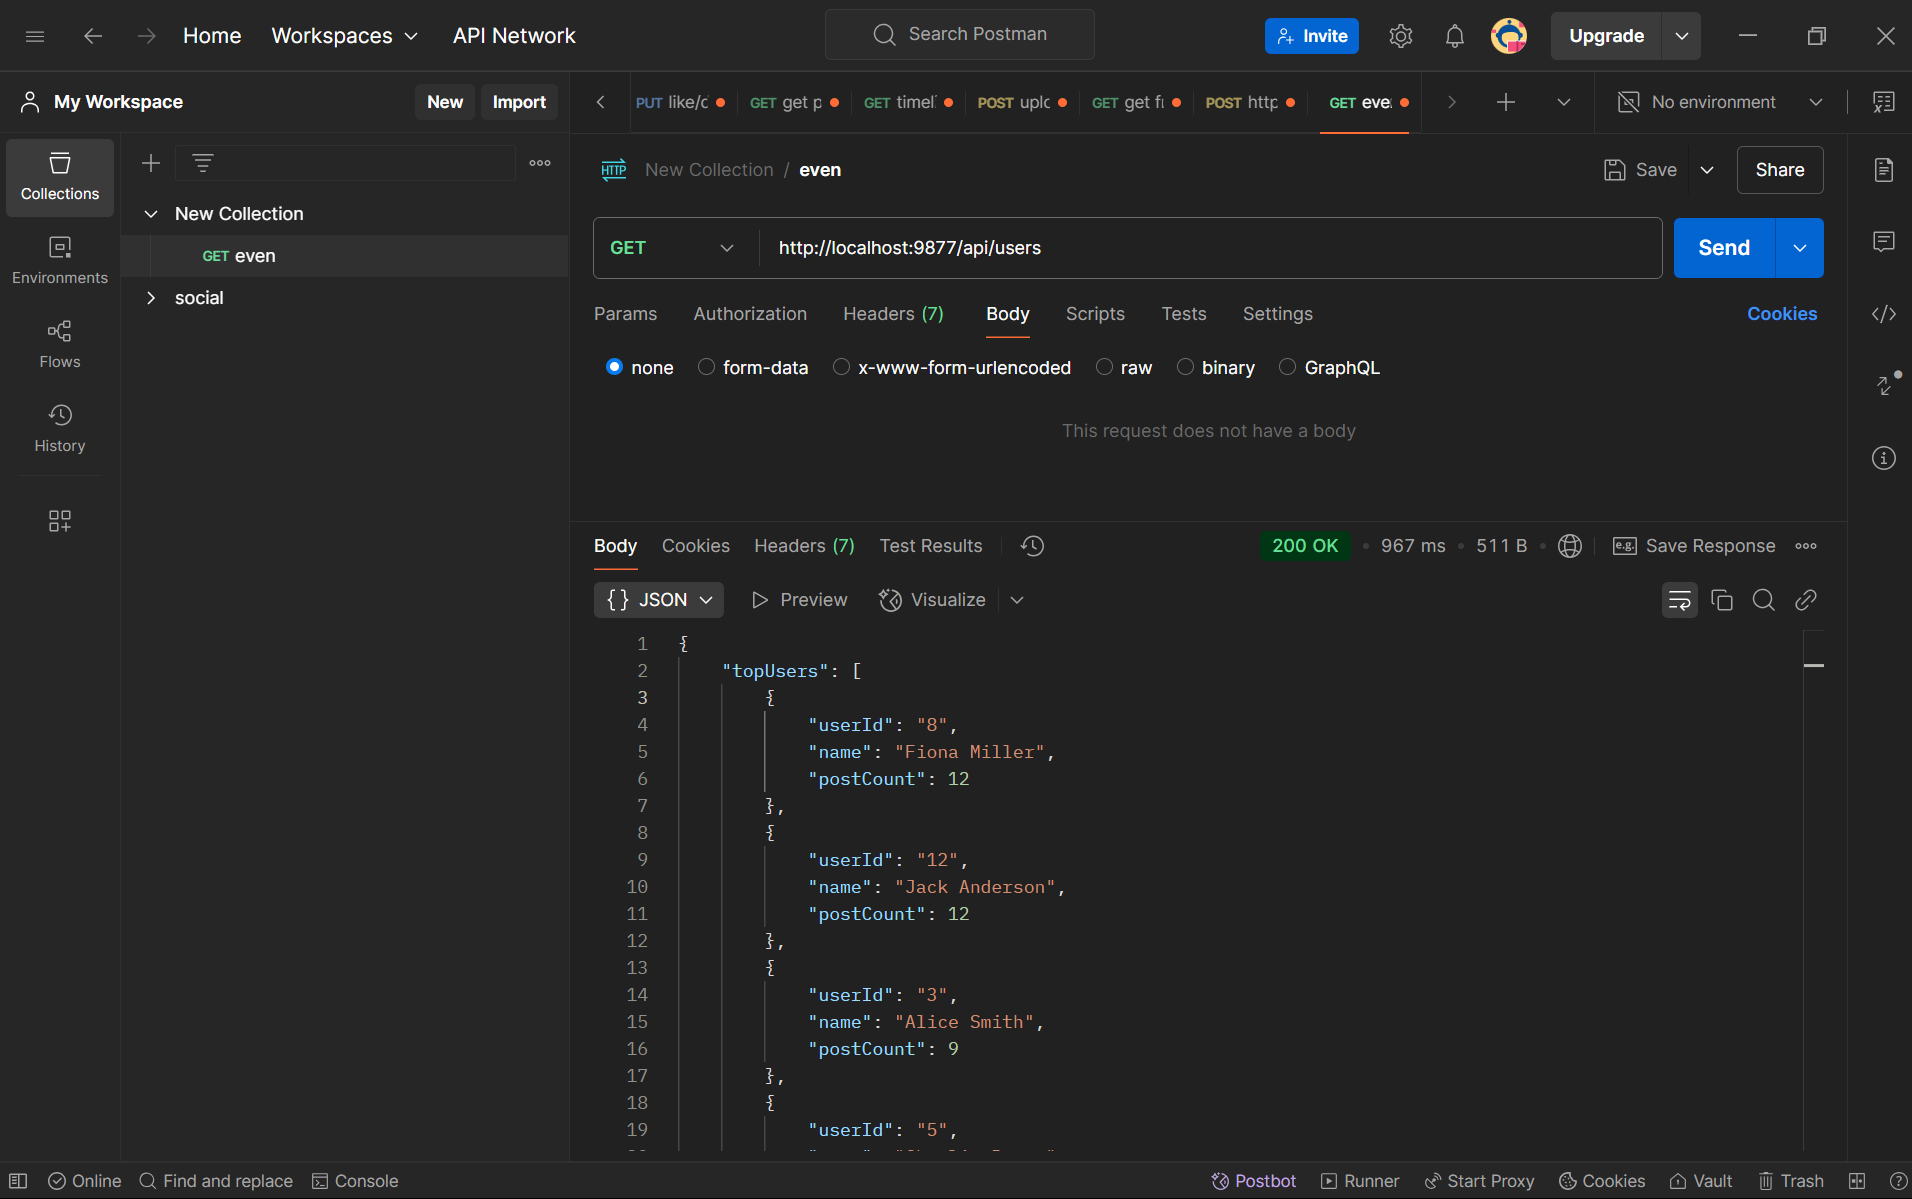 Home Workspaces API Network Search Postman Invite Upgrade
My Workspace New Import
PUT like/c GET get p GET timel POST uplc GET get f POST http GET eve No environment
Collections
Environments
Flows
History
New Collection
GET even
social
HTTP New Collection / even Save Share
GET http://localhost:9877/api/users Send
Params Authorization Headers (7) Body Scripts Tests Settings Cookies
none form-data x-www-form-urlencoded raw binary GraphQL
This request does not have a body
Body Cookies Headers (7) Test Results 200 OK 967 ms 511 B e.g. Save Response
{} JSON Preview Visualize
1 {
2 "topUsers": [
3 {
4 "userId": "8",
5 "name": "Fiona Miller",
6 "postCount": 12
7 },
8 {
9 "userId": "12",
10 "name": "Jack Anderson",
11 "postCount": 12
12 },
13 {
14 "userId": "3",
15 "name": "Alice Smith",
16 "postCount": 9
17 },
18 {
19 "userId": "5",
Online Find and replace Console Postbot Runner Start Proxy Cookies Vault Trash